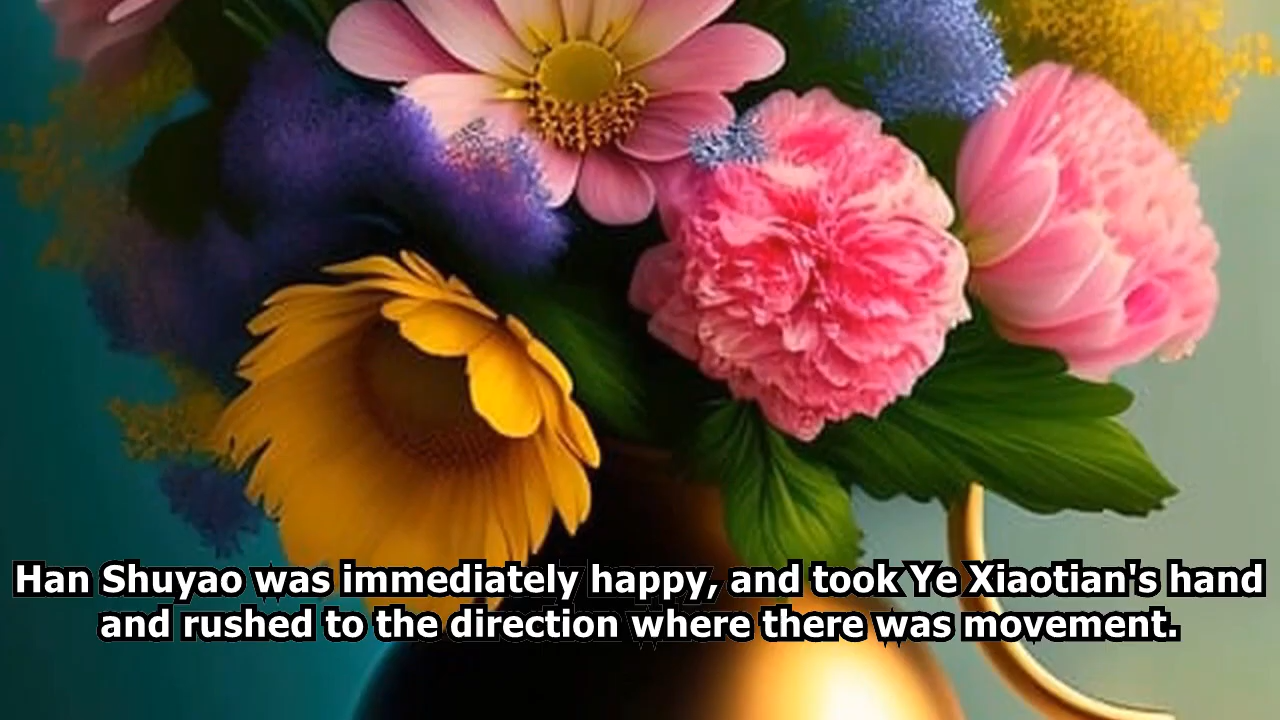 Han Shuyao was immediately happy, and took Ye Xiaotian's hand
and rushed to the direction where there was movement.